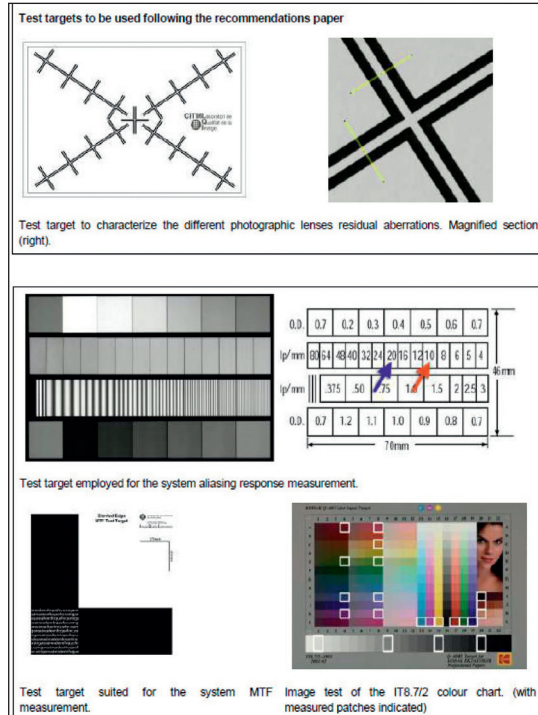 Test targets to be used following the recommendations paper
Test target to characterize the different photographic lenses residual aberrations. Magnified section
(right).
O.D. 0.7 0.2 0.3 0.4 0.5 0.6 0.7
lp/mm 80 64 48 40 32 24 20 16 12 10 8 6 5 4
lp/mm .375 .50 .75 1.5 2 2.5 3
O.D. 0.7 1.2 1.1 1.0 0.9 0.8 0.7
46mm
70mm
Test target employed for the system aliasing response measurement.
MTF Test Target
Test target suited for the system MTF
measurement.
Image test of the IT8.7/2 colour chart. (with
measured patches indicated)